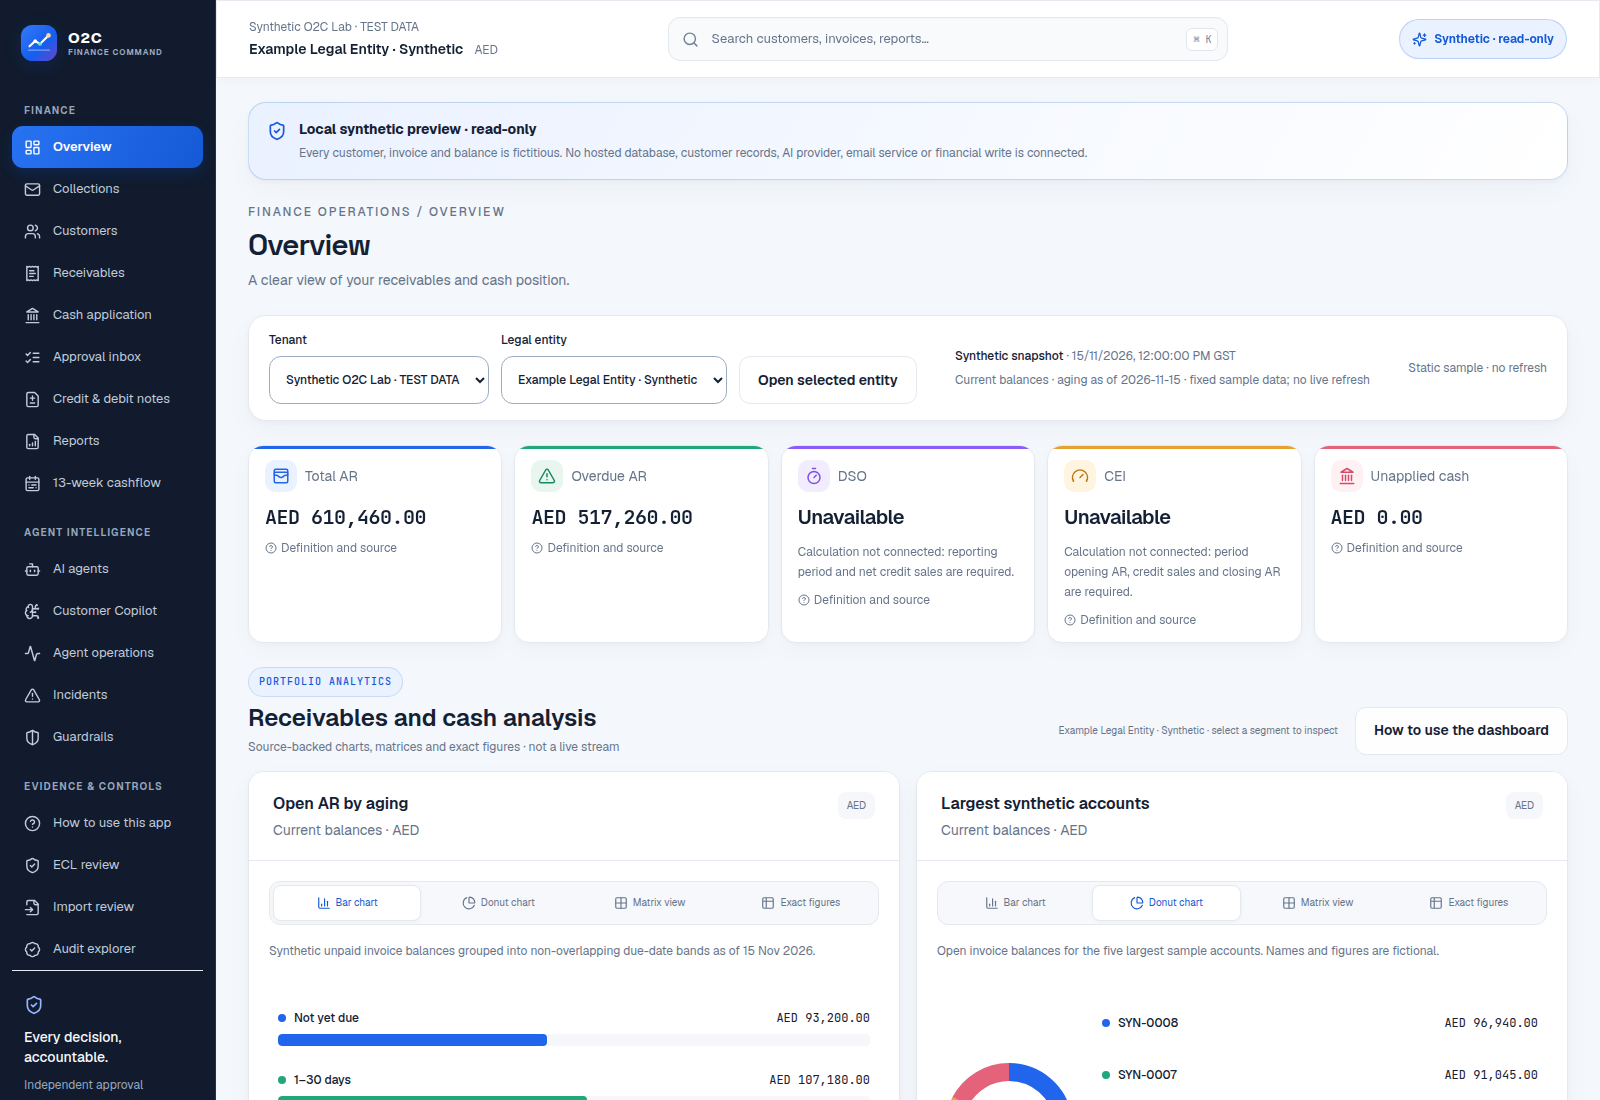 O2C
FINANCE COMMAND
FINANCE
Overview
Collections
Customers
Receivables
Cash application
Approval inbox
Credit & debit notes
Reports
13-week cashflow
AGENT INTELLIGENCE
AI agents
Customer Copilot
Agent operations
Incidents
Guardrails
EVIDENCE & CONTROLS
How to use this app
ECL review
Import review
Audit explorer
Every decision,
accountable.
Independent approval
Synthetic O2C Lab · TEST DATA
Example Legal Entity · Synthetic AED
Search customers, invoices, reports...
⌘ K
Synthetic · read-only
Local synthetic preview · read-only
Every customer, invoice and balance is fictitious. No hosted database, customer records, AI provider, email service or financial write is connected.
FINANCE OPERATIONS / OVERVIEW
Overview
A clear view of your receivables and cash position.
Tenant
Synthetic O2C Lab · TEST DATA
Legal entity
Example Legal Entity · Synthetic
Open selected entity
Synthetic snapshot · 15/11/2026, 12:00:00 PM GST
Current balances · aging as of 2026-11-15 · fixed sample data; no live refresh
Static sample · no refresh
Total AR
AED 610,460.00
Definition and source
Overdue AR
AED 517,260.00
Definition and source
DSO
Unavailable
Calculation not connected: reporting
period and net credit sales are required.
Definition and source
CEI
Unavailable
Calculation not connected: period
opening AR, credit sales and closing AR
are required.
Definition and source
Unapplied cash
AED 0.00
Definition and source
PORTFOLIO ANALYTICS
Receivables and cash analysis
Source-backed charts, matrices and exact figures · not a live stream
Example Legal Entity · Synthetic · select a segment to inspect
How to use the dashboard
Open AR by aging
Current balances · AED
AED
Bar chart
Donut chart
Matrix view
Exact figures
Synthetic unpaid invoice balances grouped into non-overlapping due-date bands as of 15 Nov 2026.
Not yet due AED 93,200.00
1–30 days AED 107,180.00
Largest synthetic accounts
Current balances · AED
AED
Bar chart
Donut chart
Matrix view
Exact figures
Open invoice balances for the five largest sample accounts. Names and figures are fictional.
SYN-0008 AED 96,940.00
SYN-0007 AED 91,045.00